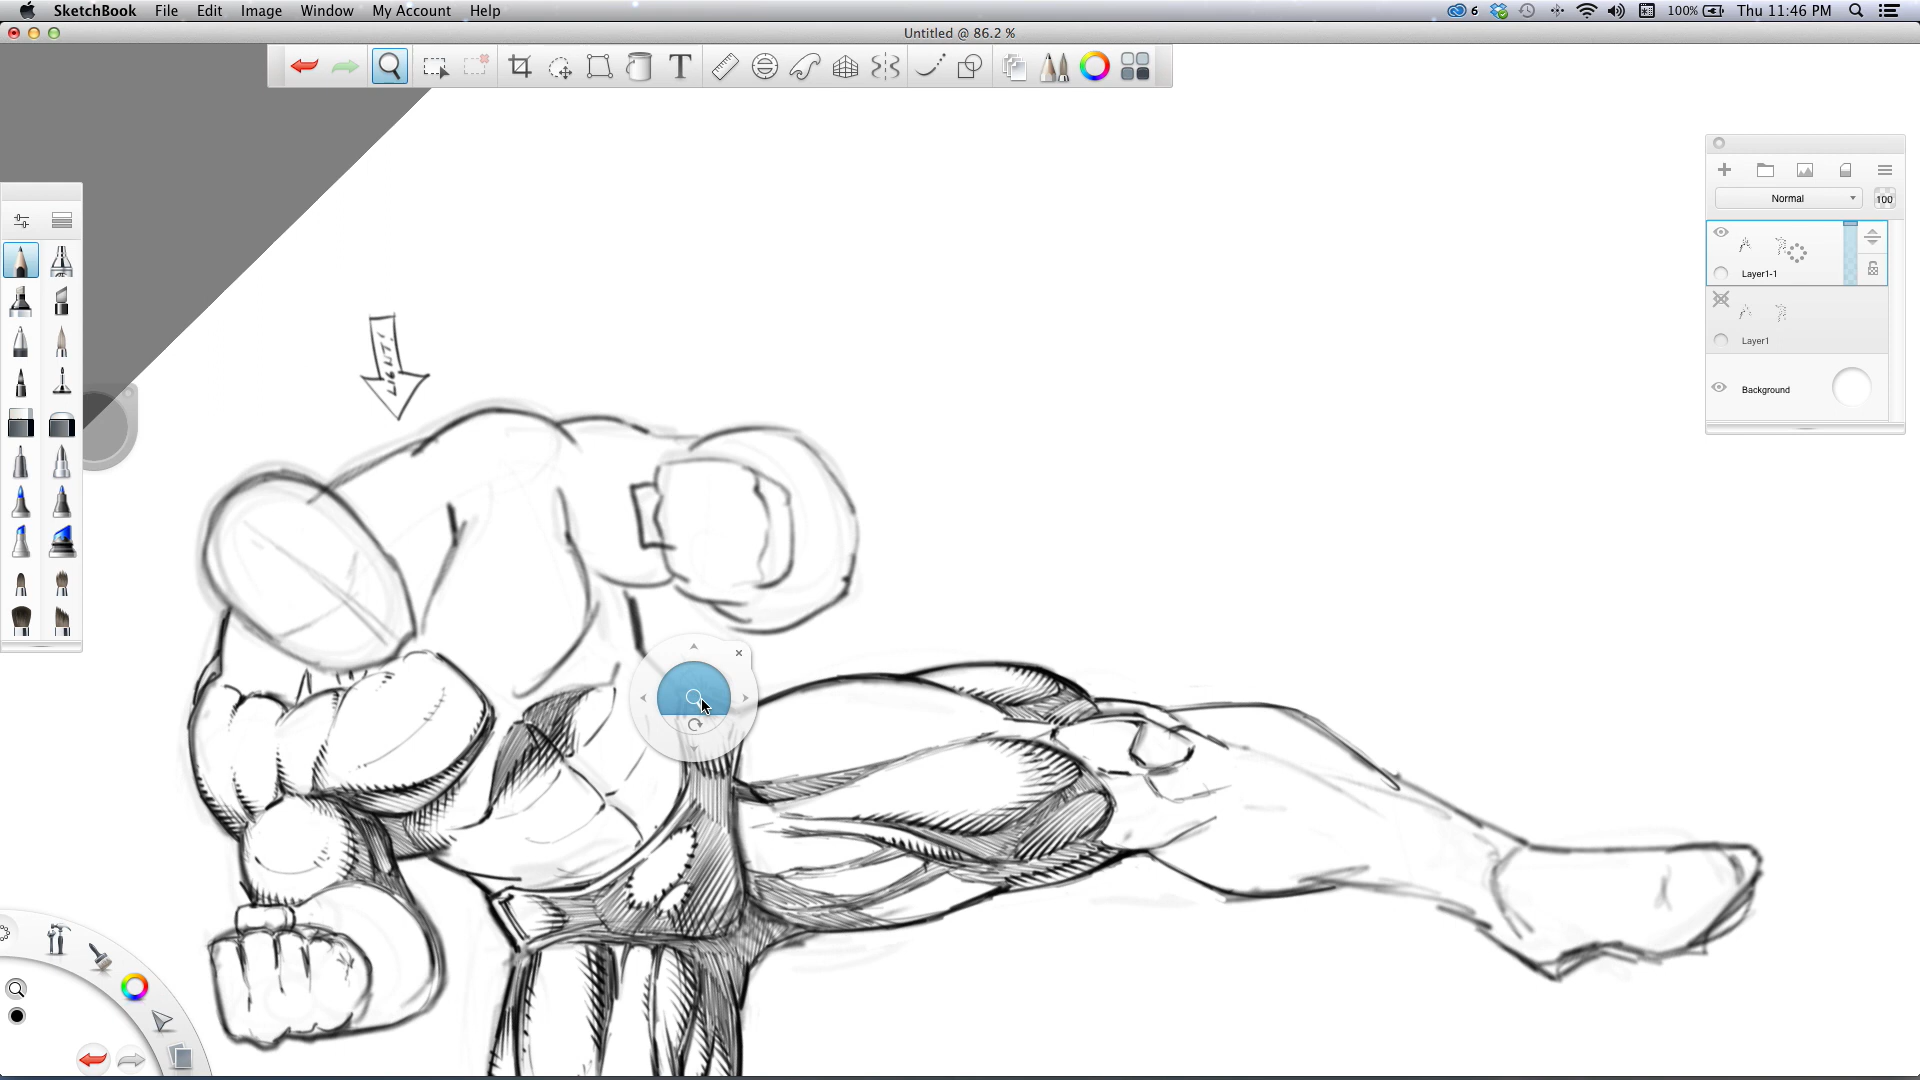 SketchBook File Edit Image Window My Account Help 6 100% Thu 11:46 PM
Untitled @ 86.2 %
T
Normal 100
Layer1-1
Layer1
Background